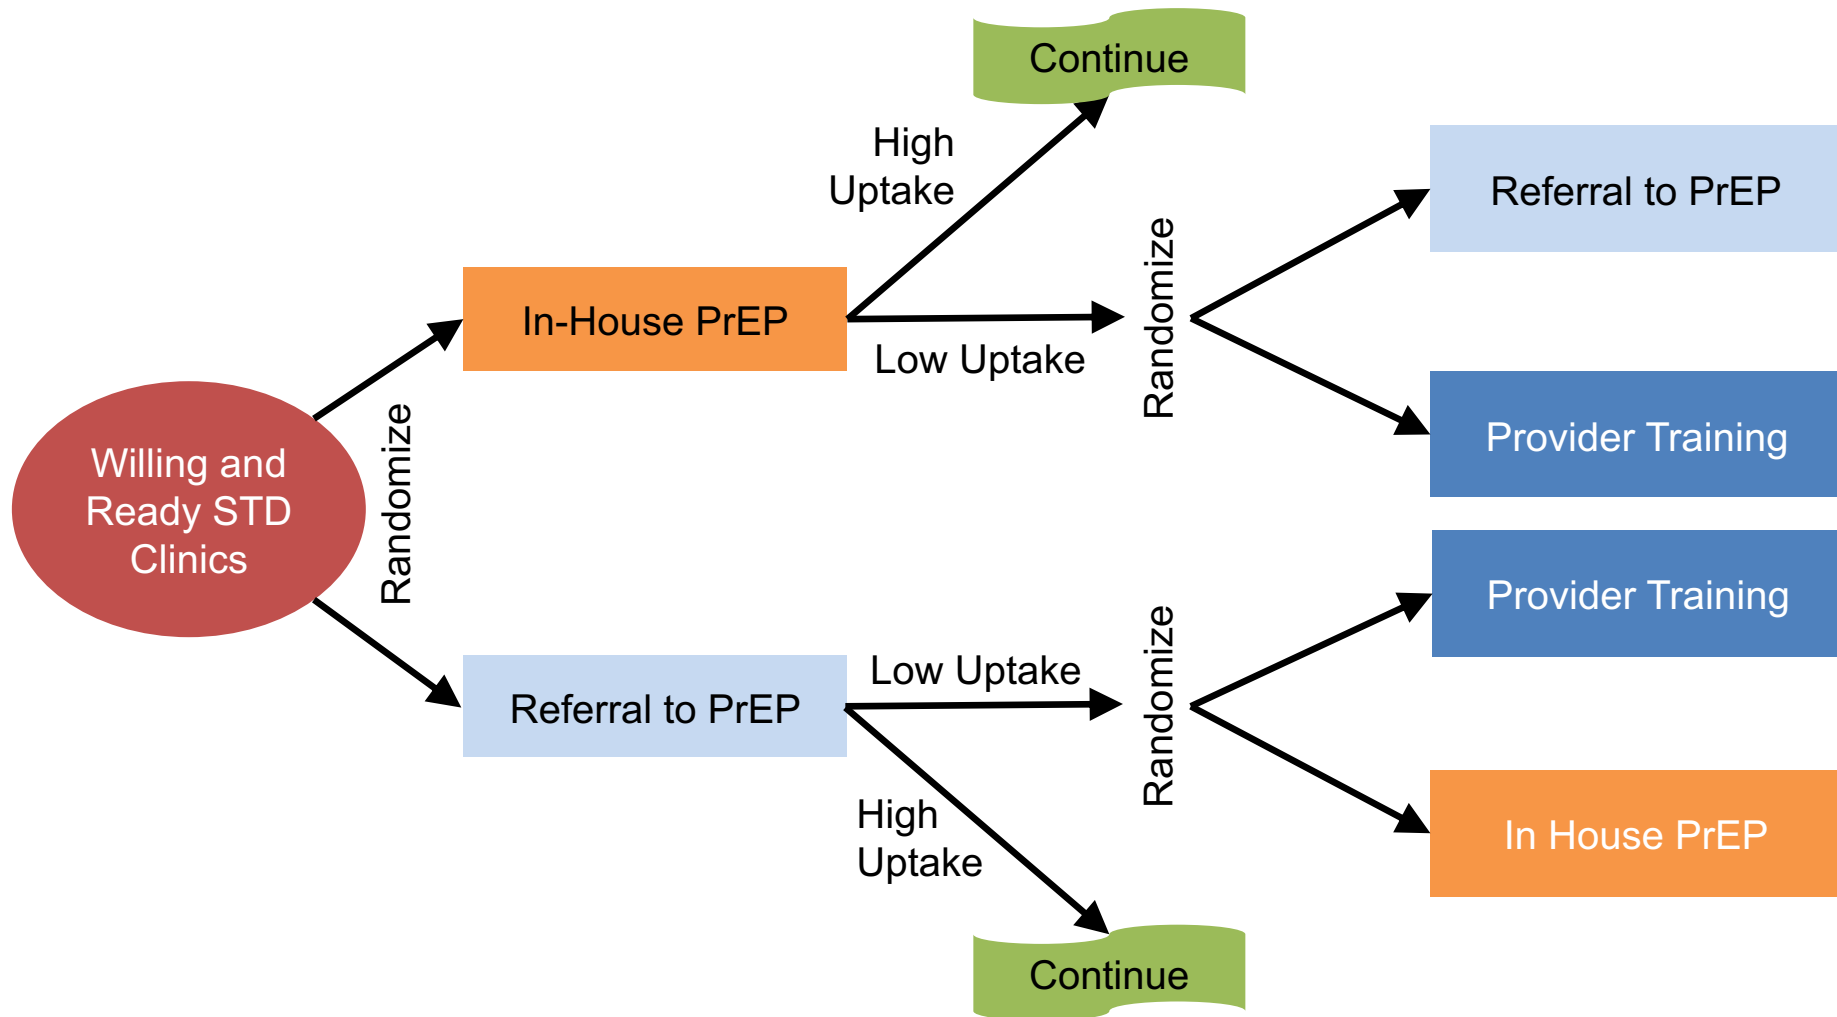 Continue
High
Uptake
Referral to PrEP
In-House PrEP
Low Uptake
Randomize
Provider Training
Willing and
Ready STD
Clinics
Randomize
Provider Training
Low Uptake
Referral to PrEP
Randomize
High
Uptake
In House PrEP
Continue